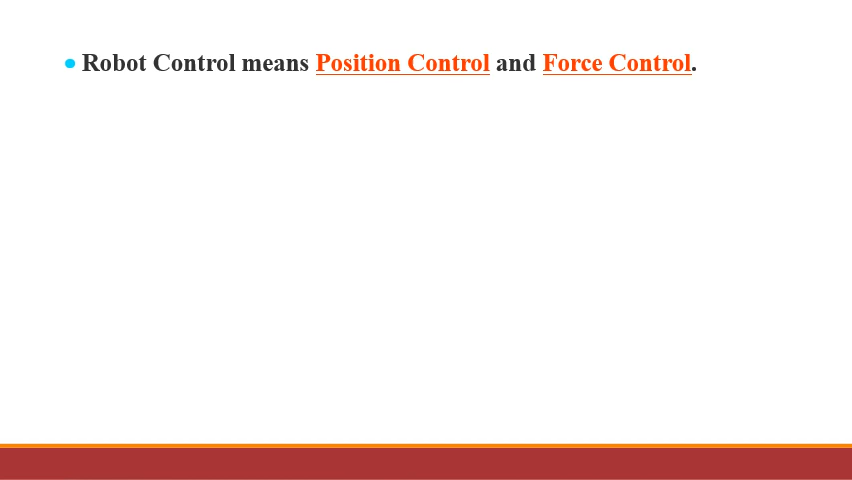 • Robot Control means Position Control and Force Control.